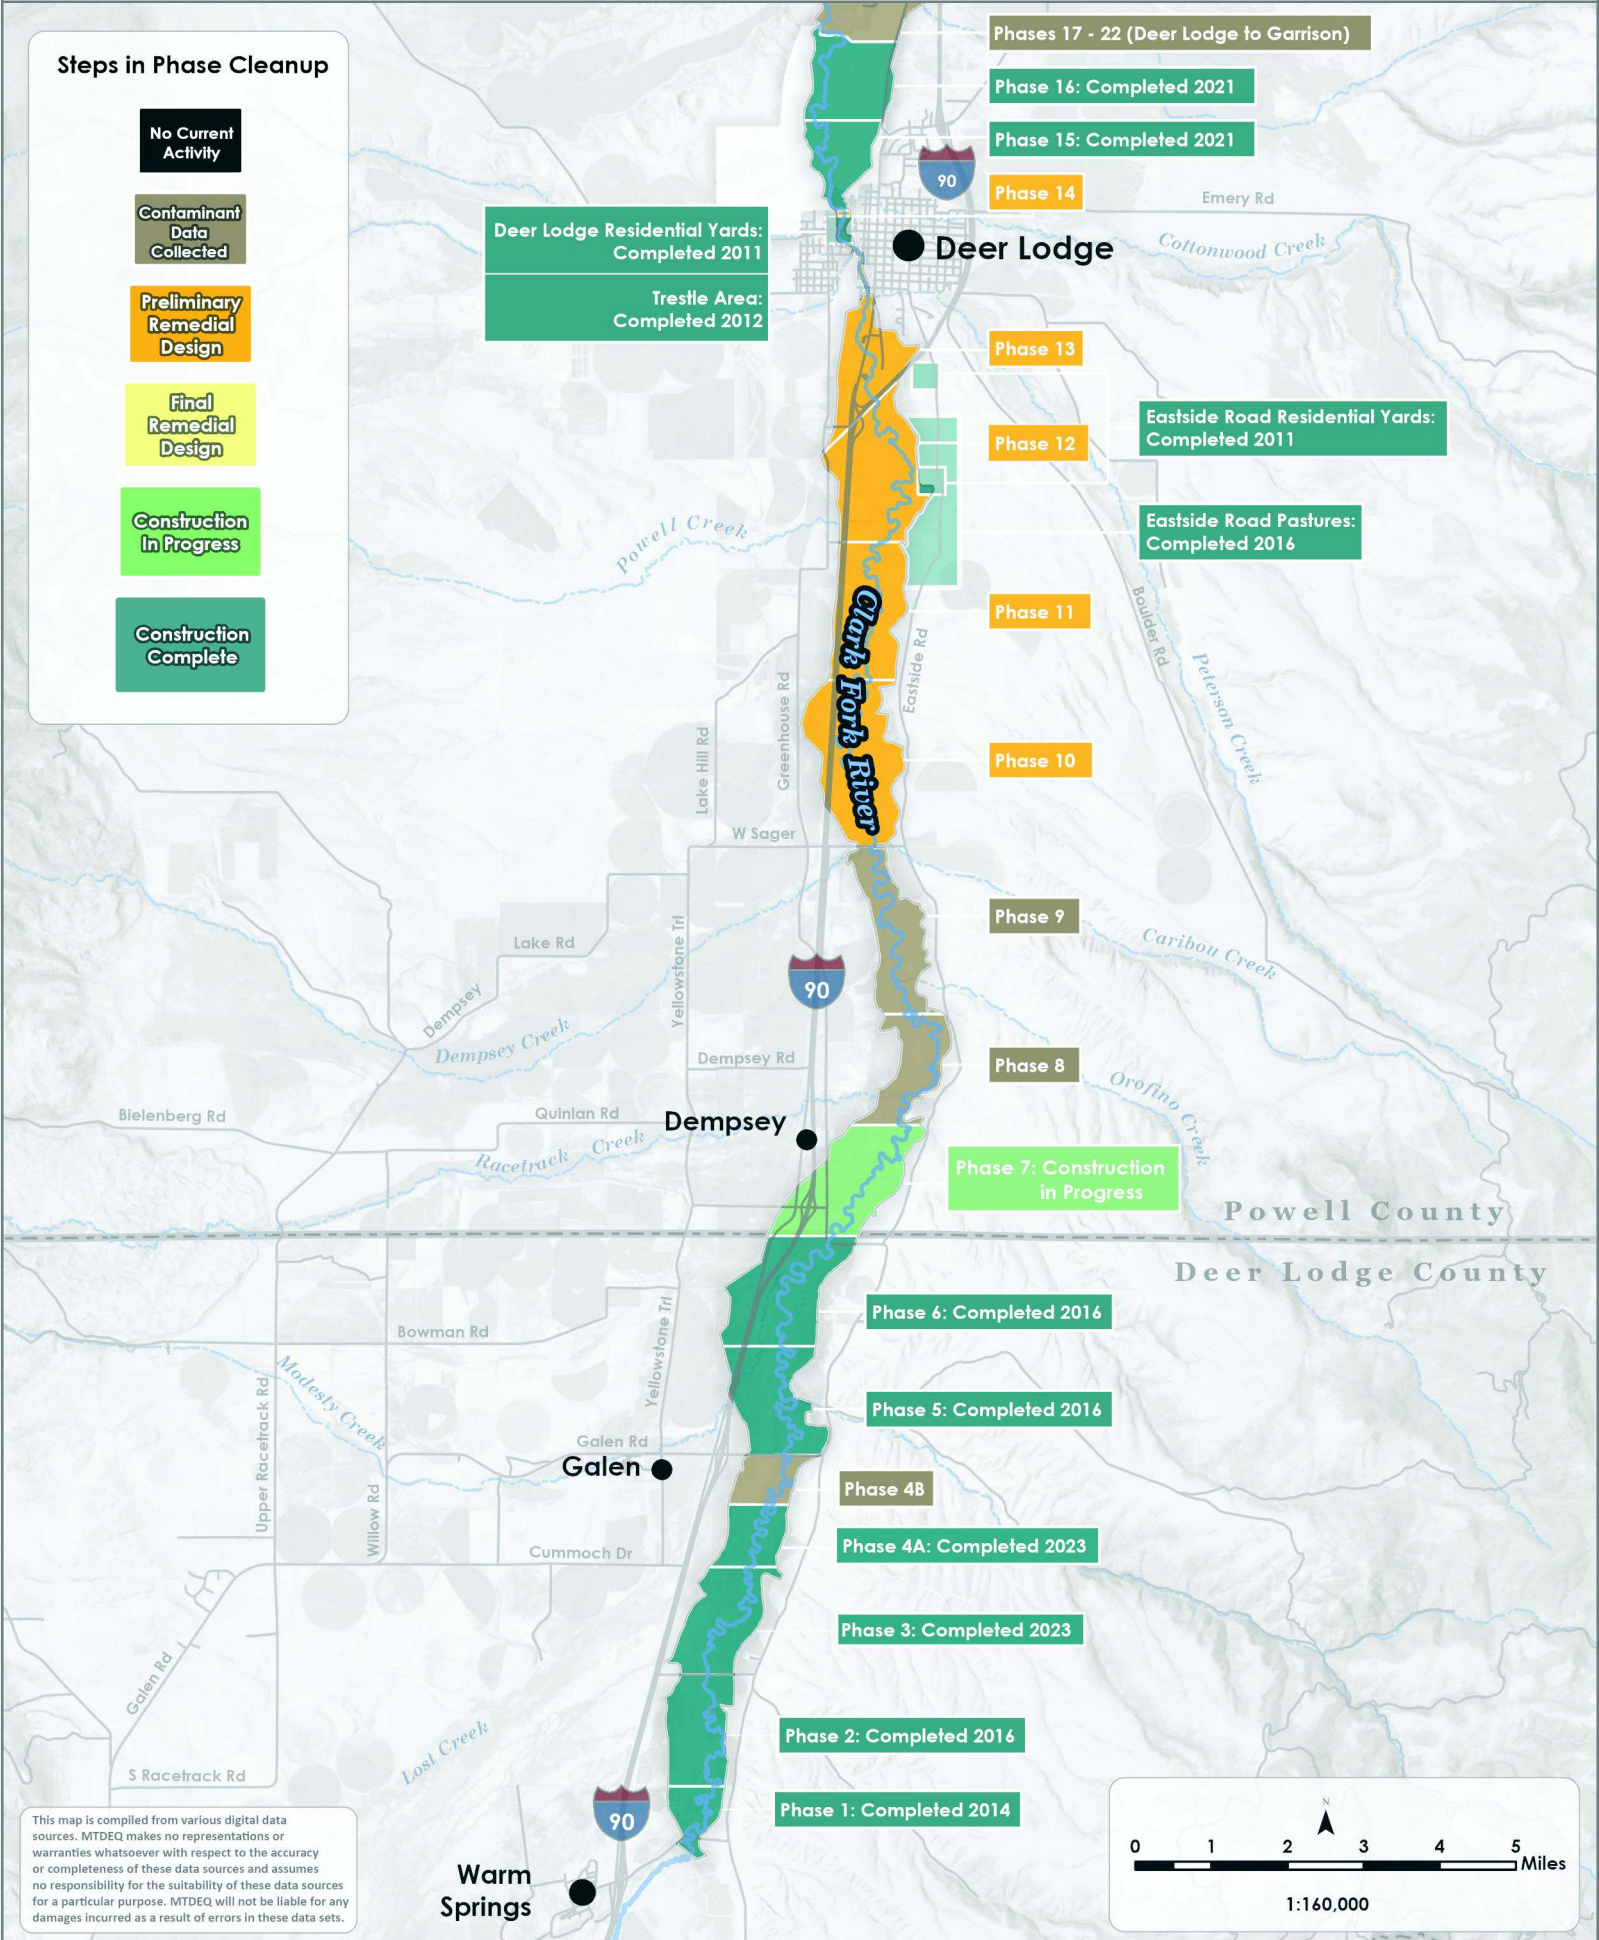 Steps in Phase Cleanup
No Current
Activity
Contaminant
Data
Collected
Preliminary
Remedial
Design
Final
Remedial
Design
Construction
In Progress
Construction
Complete
Phases 17 - 22 (Deer Lodge to Garrison)
Phase 16: Completed 2021
Phase 15: Completed 2021
90
Phase 14
Emery Rd
Cottonwood Creek
Deer Lodge
Deer Lodge Residential Yards:
Completed 2011
Trestle Area:
Completed 2012
Phase 13
Eastside Road Residential Yards:
Completed 2011
Phase 12
Eastside Road Pastures:
Completed 2016
Powell Creek
Phase 11
Clark Fork River
Eastside Rd
Boulder Rd
Peterson Creek
Greenhouse Rd
Lake Hill Rd
Phase 10
W Sager
Phase 9
Caribou Creek
Lake Rd
Yellowstone Trl
90
Dempsey
Dempsey Creek
Dempsey Rd
Phase 8
Orofino Creek
Bielenberg Rd
Quinlan Rd
Dempsey
Racetrack Creek
Phase 7: Construction
in Progress
Powell County
Deer Lodge County
Phase 6: Completed 2016
Bowman Rd
Yellowstone Trl
Modesty Creek
Upper Racetrack Rd
Phase 5: Completed 2016
Galen Rd
Galen
Phase 4B
Willow Rd
Phase 4A: Completed 2023
Cummoch Dr
Phase 3: Completed 2023
Galen Rd
Lost Creek
Phase 2: Completed 2016
S Racetrack Rd
Phase 1: Completed 2014
90
Warm
Springs
This map is compiled from various digital data
sources. MTDEQ makes no representations or
warranties whatsoever with respect to the accuracy
or completeness of these data sources and assumes
no responsibility for the suitability of these data sources
for a particular purpose. MTDEQ will not be liable for any
damages incurred as a result of errors in these data sets.
N
0 1 2 3 4 5
Miles
1:160,000